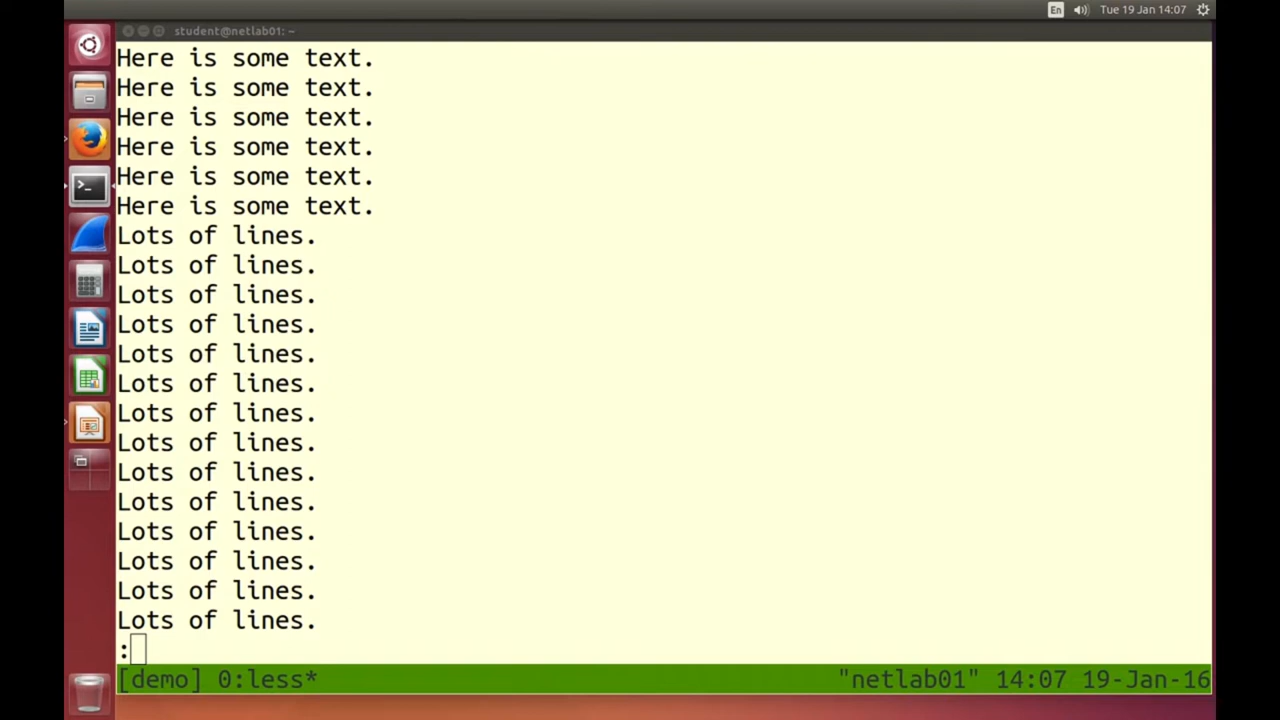 En Tue 19 Jan 14:07
student@netlab01: ~
Here is some text.
Here is some text.
Here is some text.
Here is some text.
Here is some text.
Here is some text.
Lots of lines.
Lots of lines.
Lots of lines.
Lots of lines.
Lots of lines.
Lots of lines.
Lots of lines.
Lots of lines.
Lots of lines.
Lots of lines.
Lots of lines.
Lots of lines.
Lots of lines.
Lots of lines.
:
[demo] 0:less* "netlab01" 14:07 19-Jan-16